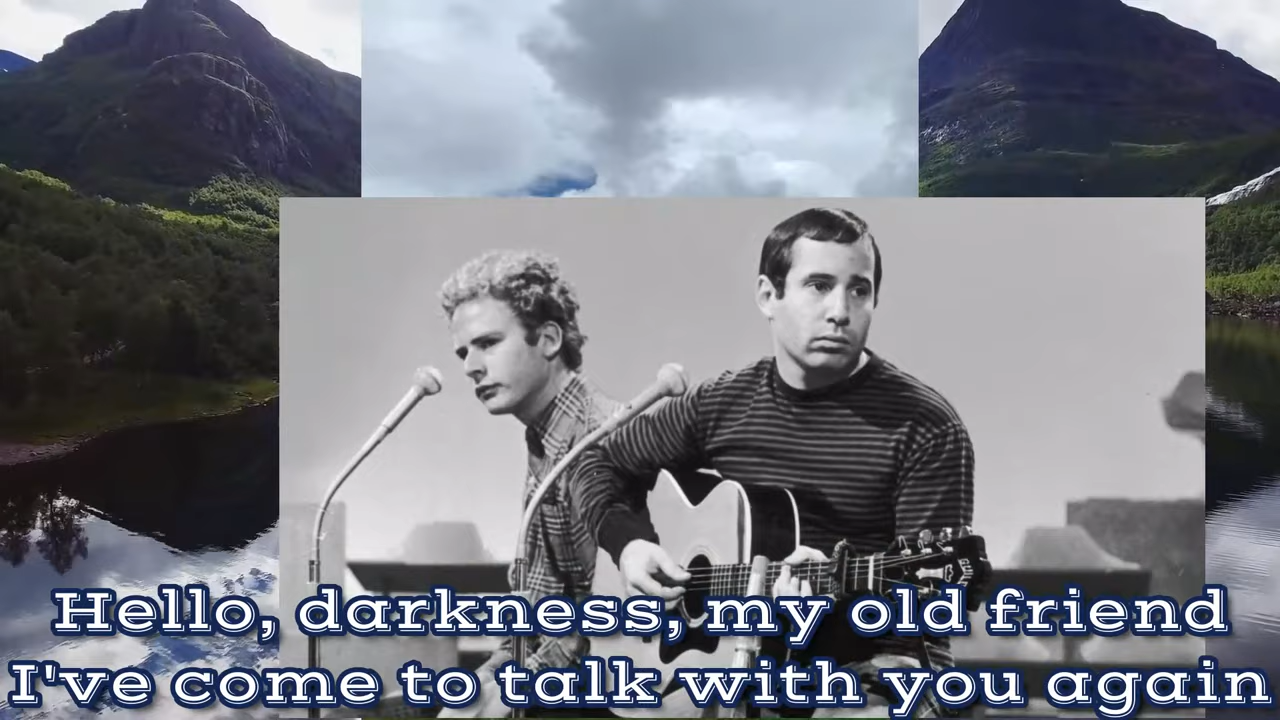 Hello, darkness, my old friend
I've come to talk with you again